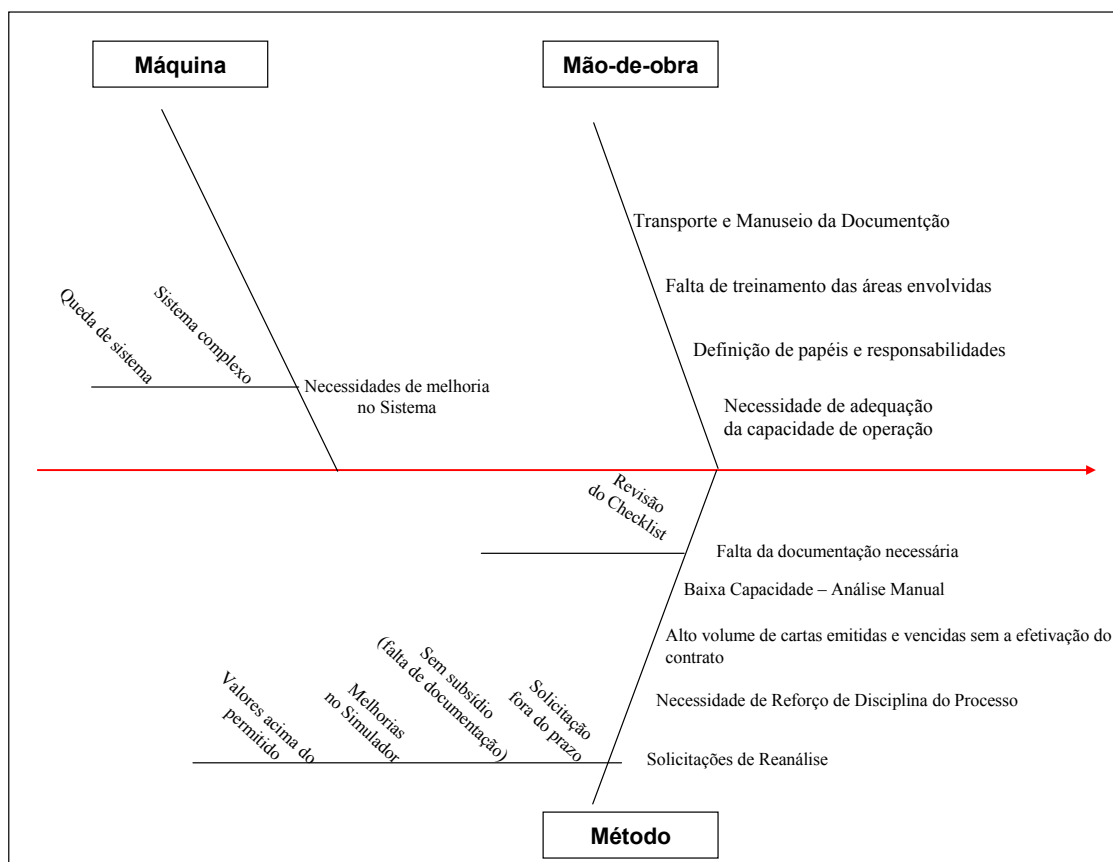 Máquina
Mão-de-obra
Transporte e Manuseio da Documentção
Falta de treinamento das áreas envolvidas
Definição de papéis e responsabilidades
Necessidade de adequação
da capacidade de operação
Queda de sistema
Sistema complexo
Necessidades de melhoria
no Sistema
Revisão
do Checklist
Falta da documentação necessária
Baixa Capacidade – Análise Manual
Alto volume de cartas emitidas e vencidas sem a efetivação do
contrato
Necessidade de Reforço de Disciplina do Processo
Valores acima do
permitido
Melhorias
no Simulador
Sem subsídio
(falta de documentação)
Solicitação
fora do prazo
Solicitações de Reanálise
Método